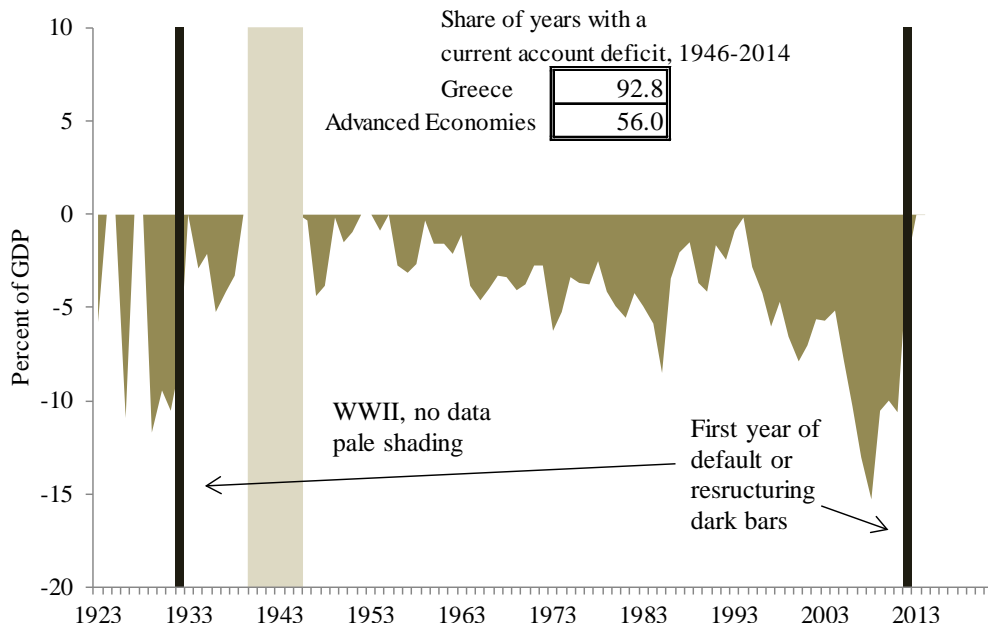 Share of years with a
current account deficit, 1946-2014
Greece 92.8
Advanced Economies 56.0
10
5
0
-5
-10
-15
-20
Percent of GDP
WWII, no data
pale shading
First year of
default or
resructuring
dark bars
1923 1933 1943 1953 1963 1973 1983 1993 2003 2013